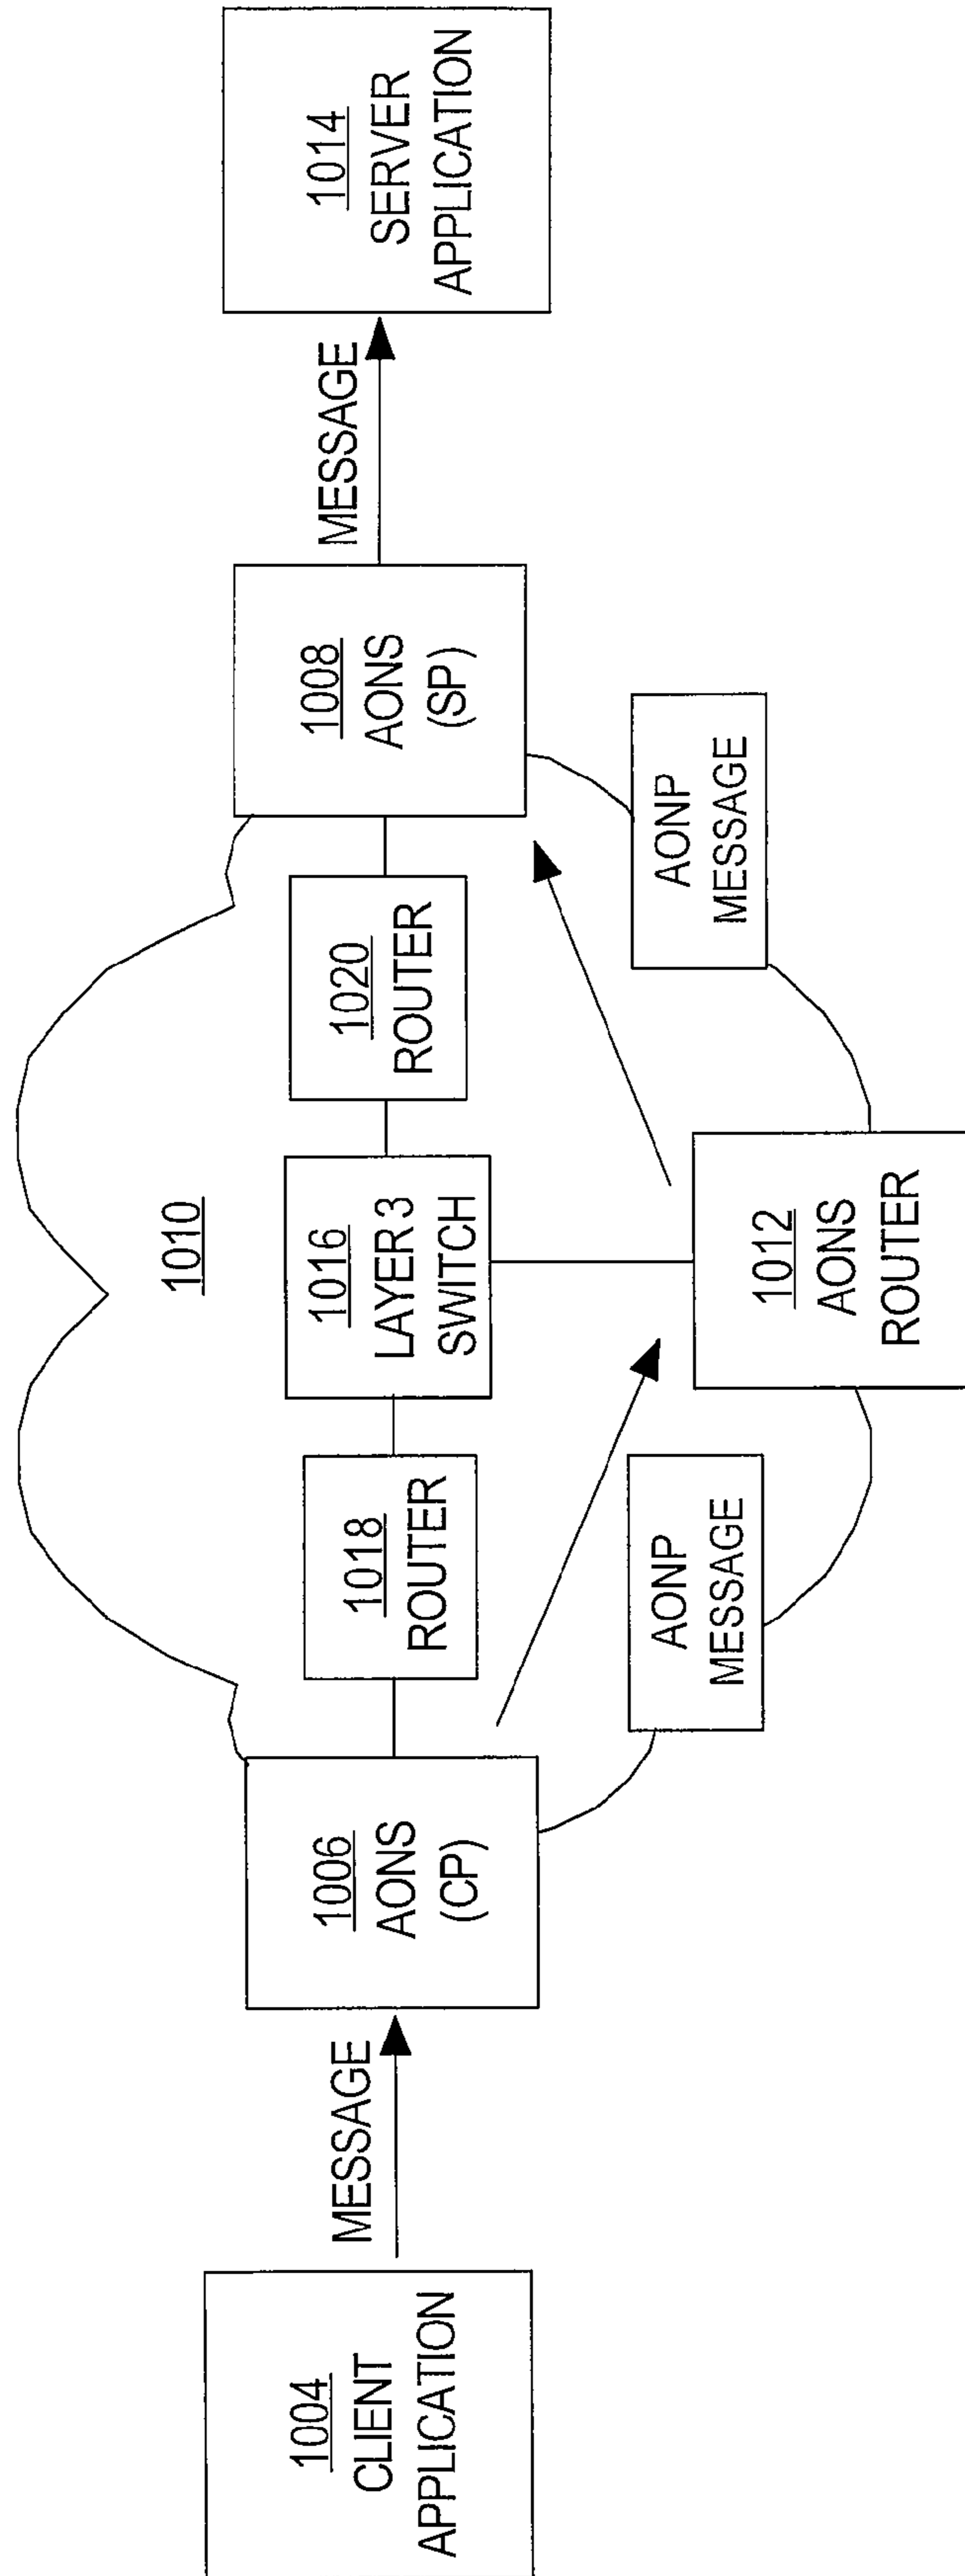 1004
CLIENT
APPLICATION
MESSAGE
1006
AONS
(CP)
1018
ROUTER
AONP
MESSAGE
1010
1016
LAYER 3
SWITCH
1012
AONS
ROUTER
1020
ROUTER
AONP
MESSAGE
1008
AONS
(SP)
MESSAGE
1014
SERVER
APPLICATION